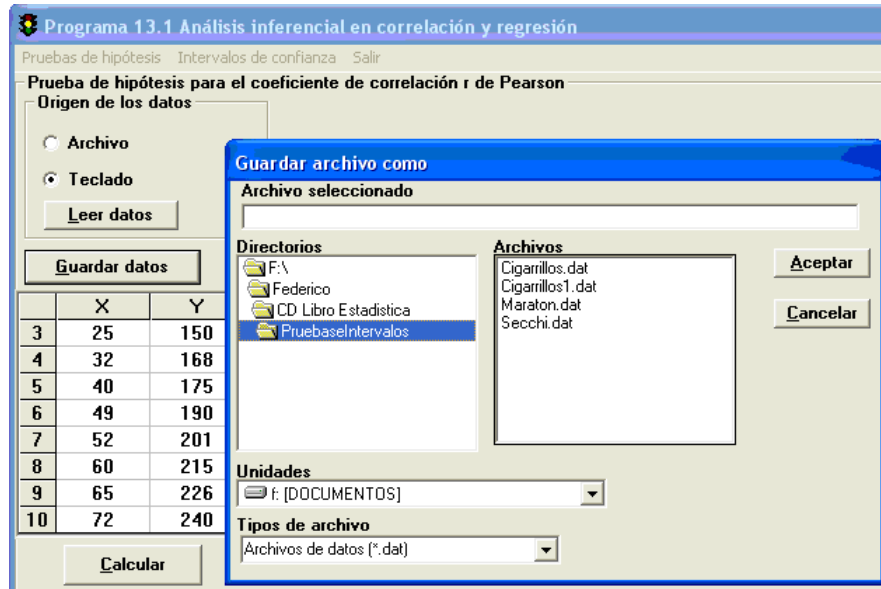 Programa 13.1 Análisis inferencial en correlación y regresión
Pruebas de hipótesis Intervalos de confianza Salir
Prueba de hipótesis para el coeficiente de correlación r de Pearson
Origen de los datos
Archivo
Teclado
Leer datos
Guardar datos
X Y
3 25 150
4 32 168
5 40 175
6 49 190
7 52 201
8 60 215
9 65 226
10 72 240
Calcular
Guardar archivo como
Archivo seleccionado
Directorios
F:\
Federico
CD Libro Estadistica
PruebaseIntervalos
Archivos
Cigarrillos.dat
Cigarrillos1.dat
Maraton.dat
Secchi.dat
Aceptar
Cancelar
Unidades
f: [DOCUMENTOS]
Tipos de archivo
Archivos de datos (*.dat)